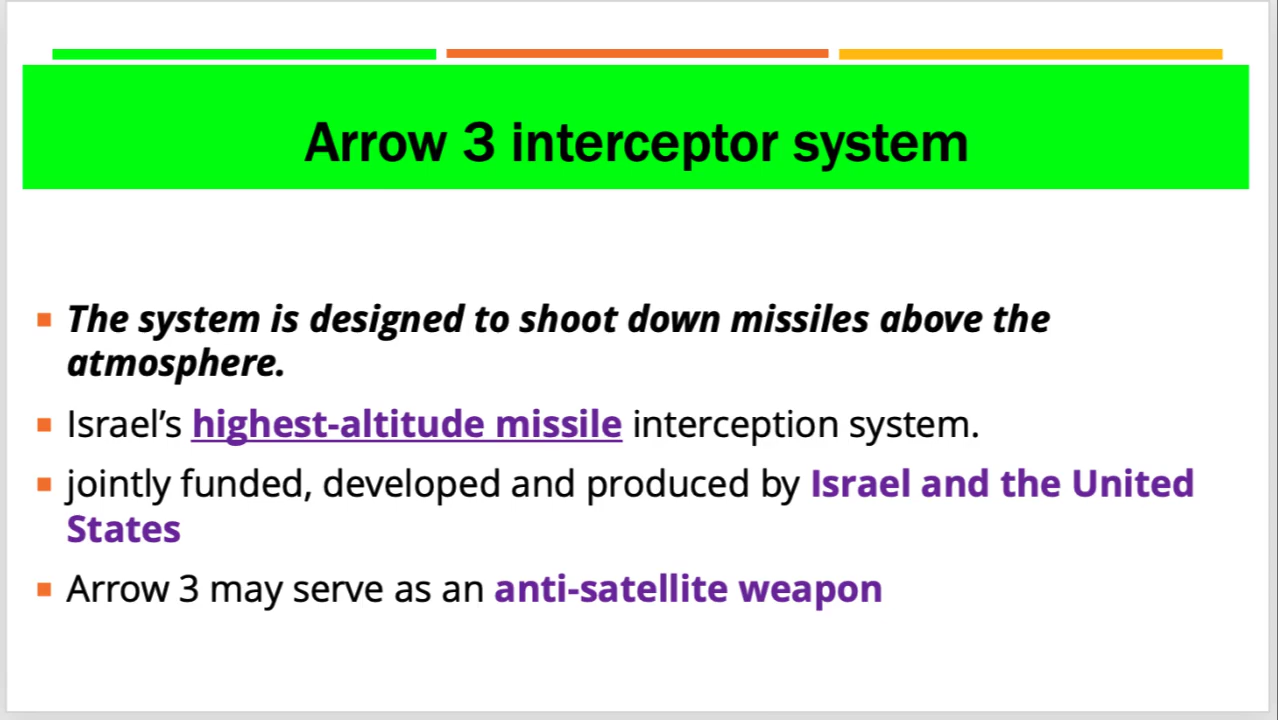 Arrow 3 interceptor system
The system is designed to shoot down missiles above the
atmosphere.
Israel’s highest-altitude missile interception system.
jointly funded, developed and produced by Israel and the United
States
Arrow 3 may serve as an anti-satellite weapon